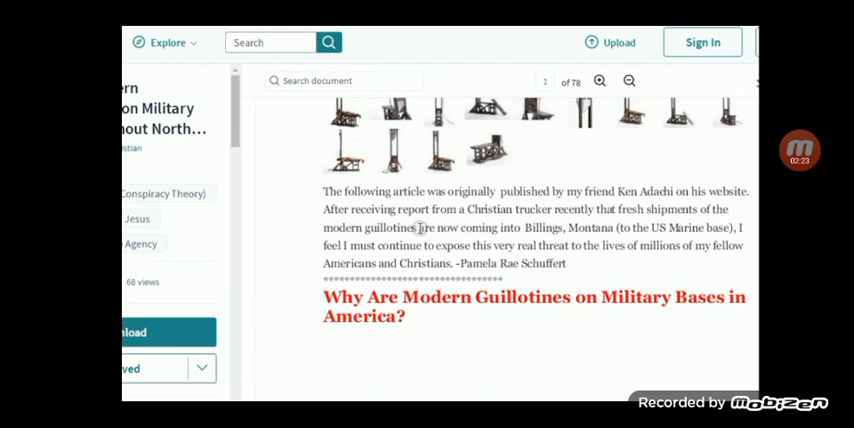 Explore
Search
Upload
Sign In
Search document
1 of 78
ern
on Military
hout North...
istian
Conspiracy Theory)
Jesus
Agency
68 views
nload
ved
The following article was originally published by my friend Ken Adachi on his website.
After receiving report from a Christian trucker recently that fresh shipments of the
modern guillotines are now coming into Billings, Montana (to the US Marine base), I
feel I must continue to expose this very real threat to the lives of millions of my fellow
Americans and Christians. -Pamela Rae Schuffert
***********************************
Why Are Modern Guillotines on Military Bases in
America?
02:23
Recorded by mobizen